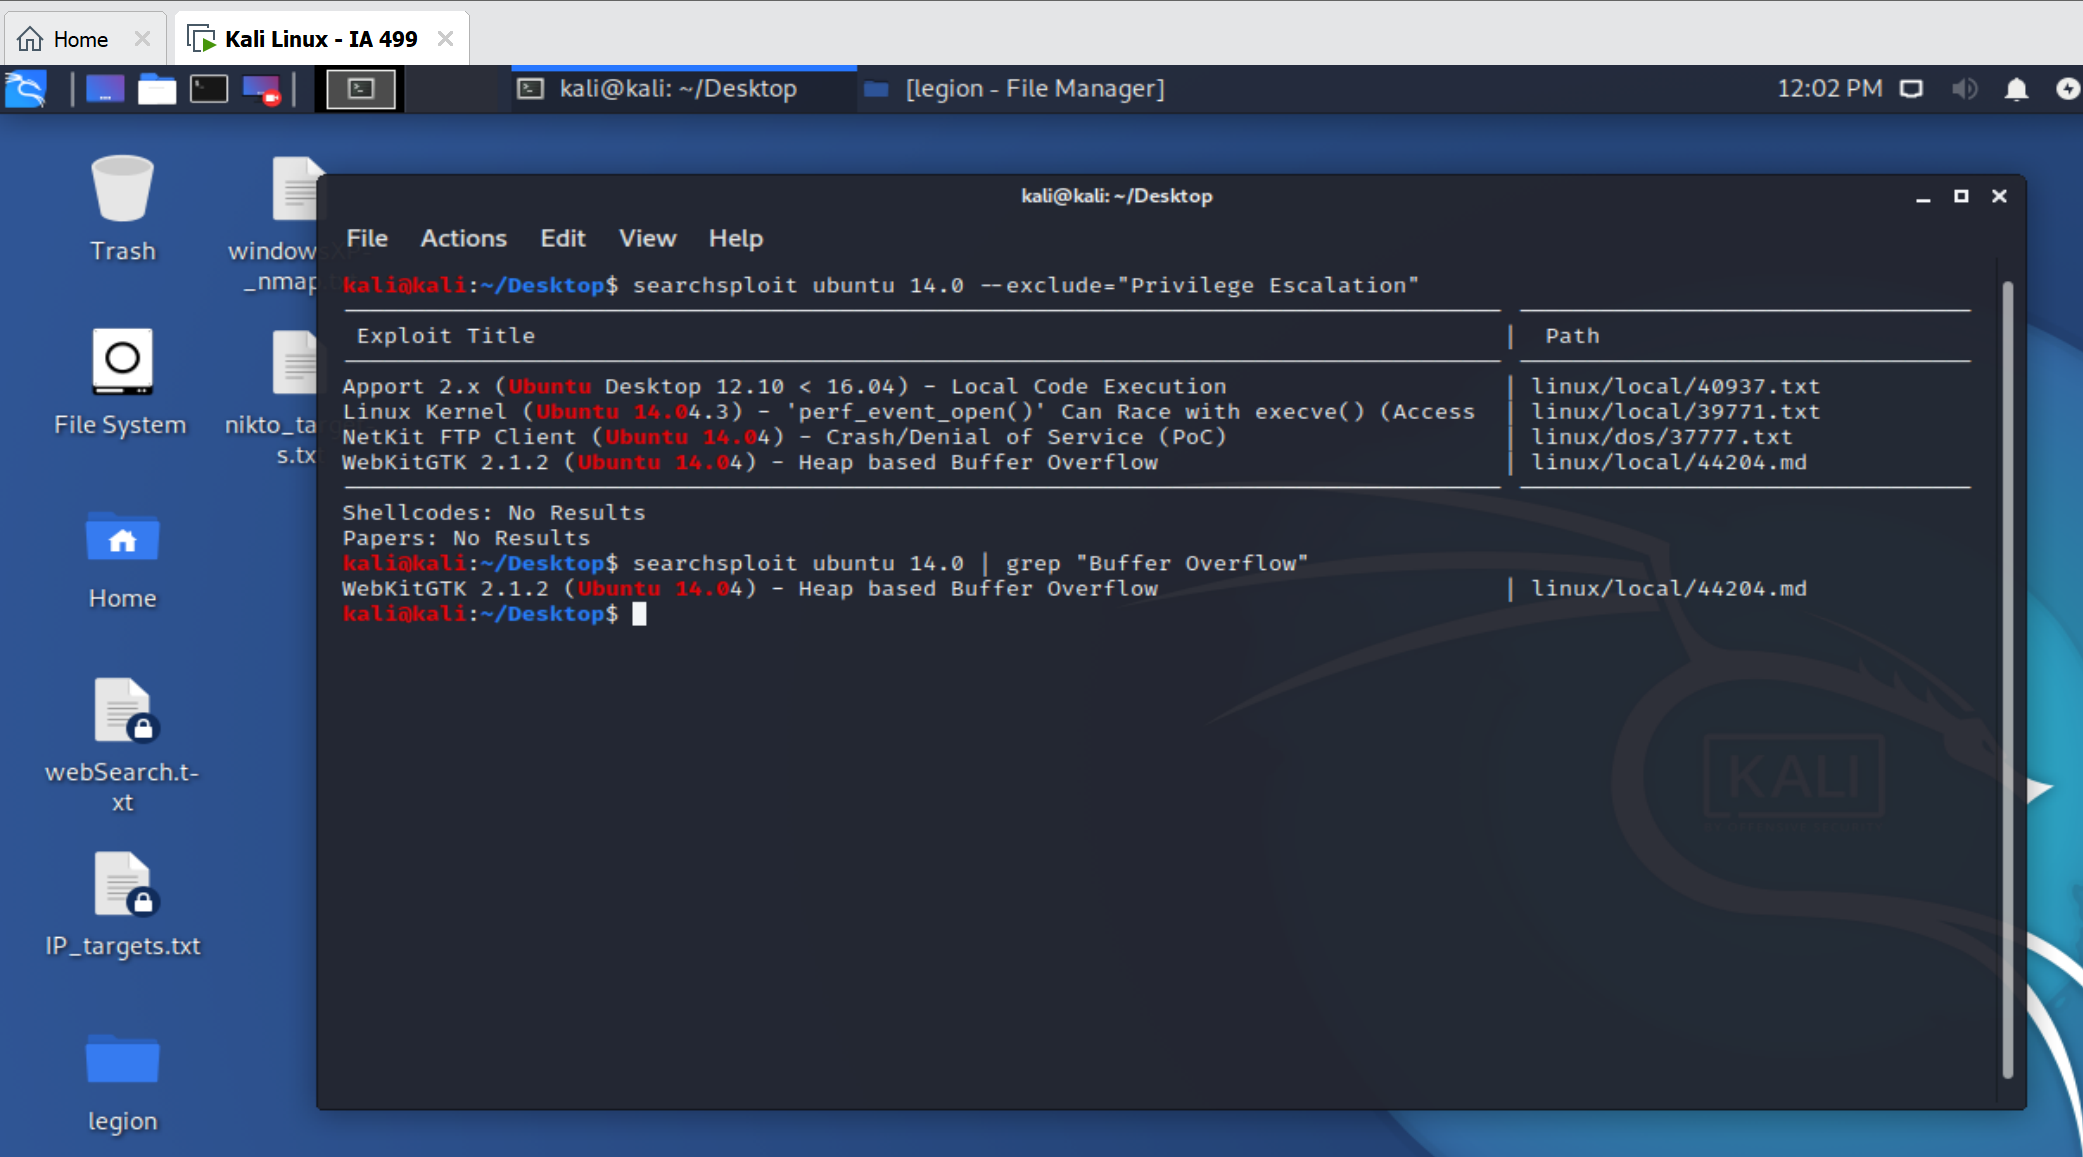 Home
Kali Linux - IA 499
kali@kali: ~/Desktop
[legion - File Manager]
12:02 PM
Trash
File System
Home
webSearch.t-
xt
IP_targets.txt
legion
_nmap
kali@kali: ~/Desktop
File Actions Edit View Help
kali@kali:~/Desktop$ searchsploit ubuntu 14.0 --exclude="Privilege Escalation"
Exploit Title | Path
Apport 2.x (Ubuntu Desktop 12.10 < 16.04) - Local Code Execution | linux/local/40937.txt
Linux Kernel (Ubuntu 14.04.3) - 'perf_event_open()' Can Race with execve() (Access | linux/local/39771.txt
NetKit FTP Client (Ubuntu 14.04) - Crash/Denial of Service (PoC) | linux/dos/37777.txt
WebKitGTK 2.1.2 (Ubuntu 14.04) - Heap based Buffer Overflow | linux/local/44204.md
Shellcodes: No Results
Papers: No Results
kali@kali:~/Desktop$ searchsploit ubuntu 14.0 | grep "Buffer Overflow"
WebKitGTK 2.1.2 (Ubuntu 14.04) - Heap based Buffer Overflow | linux/local/44204.md
kali@kali:~/Desktop$
KALI